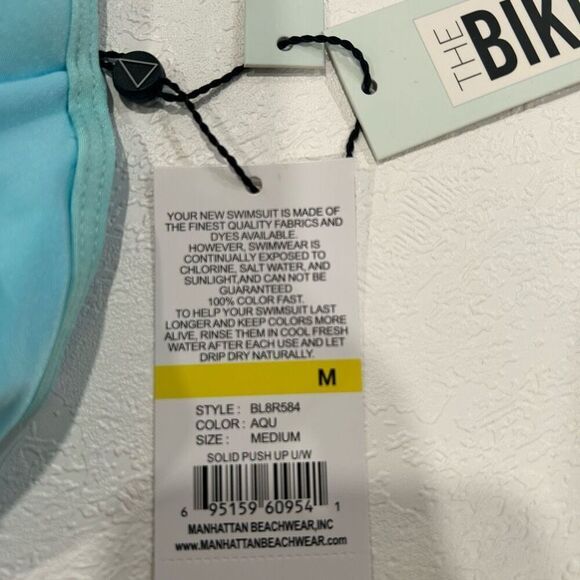 THE
YOUR NEW SWIMSUIT IS MADE OF
THE FINEST QUALITY FABRICS AND
DYES AVAILABLE.
HOWEVER, SWIMWEAR IS
CONTINUALLY EXPOSED TO
CHLORINE, SALT WATER, AND
SUNLIGHT,AND CAN NOT BE
GUARANTEED
100% COLOR FAST.
TO HELP YOUR SWIMSUIT LAST
LONGER AND KEEP COLORS MORE
ALIVE, RINSE THEM IN COOL FRESH
WATER AFTER EACH USE AND LET
DRIP DRY NATURALLY.
M
STYLE : BL8R584
COLOR : AQU
SIZE : MEDIUM
SOLID PUSH UP U/W
6 95159 60954 1
MANHATTAN BEACHWEAR,INC
www.MANHATTANBEACHWEAR.COM